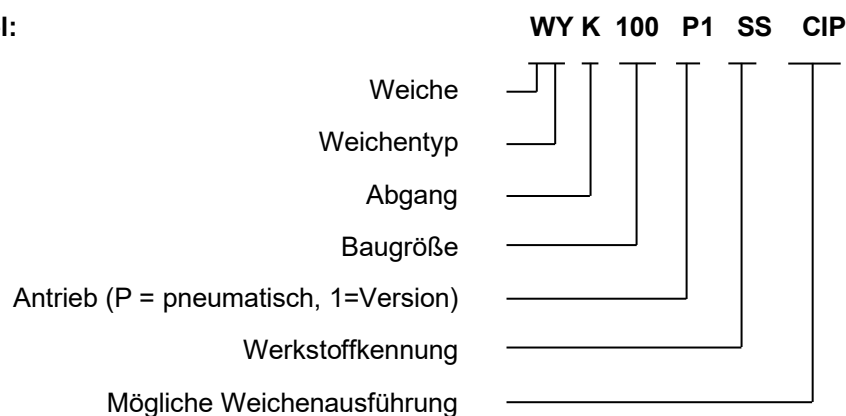 l: WY K 100 P1 SS CIP
Weiche
Weichentyp
Abgang
Baugröße
Antrieb (P = pneumatisch, 1=Version)
Werkstoffkennung
Mögliche Weichenausführung